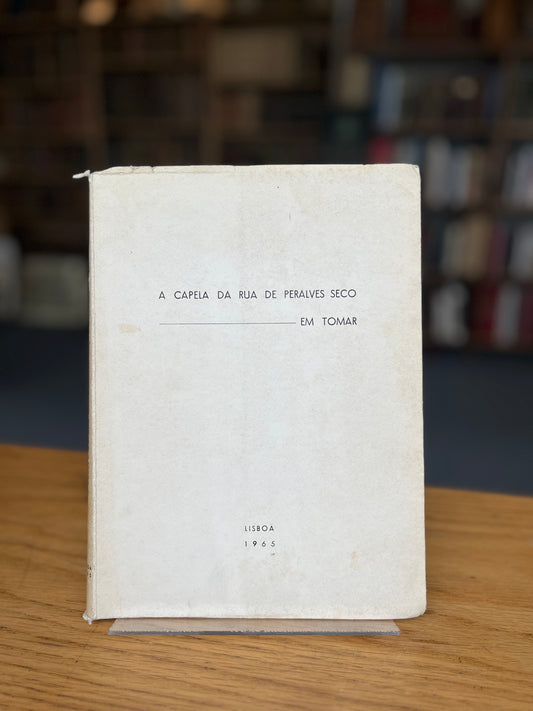 A CAPELA DA RUA DE PERALVES SECO
EM TOMAR
LISBOA
1965